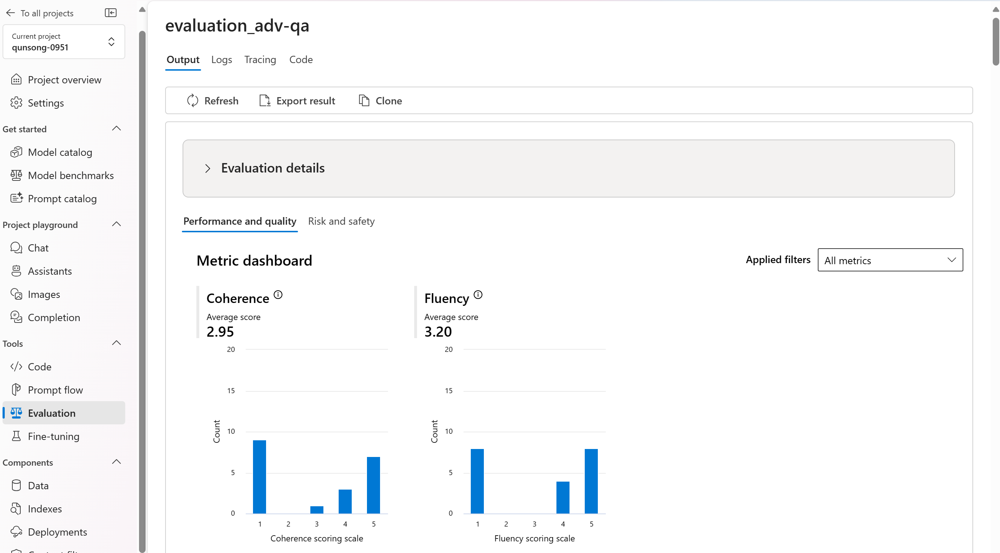 To all projects
Current project
qunsong-0951
Project overview
Settings
Get started
Model catalog
Model benchmarks
Prompt catalog
Project playground
Chat
Assistants
Images
Completion
Tools
Code
Prompt flow
Evaluation
Fine-tuning
Components
Data
Indexes
Deployments
evaluation_adv-qa
Output Logs Tracing Code
Refresh Export result Clone
Evaluation details
Performance and quality Risk and safety
Metric dashboard
Applied filters All metrics
Coherence
Average score
2.95
20
15
10
5
0
Count
1 2 3 4 5
Coherence scoring scale
Fluency
Average score
3.20
20
15
10
5
0
Count
1 2 3 4 5
Fluency scoring scale